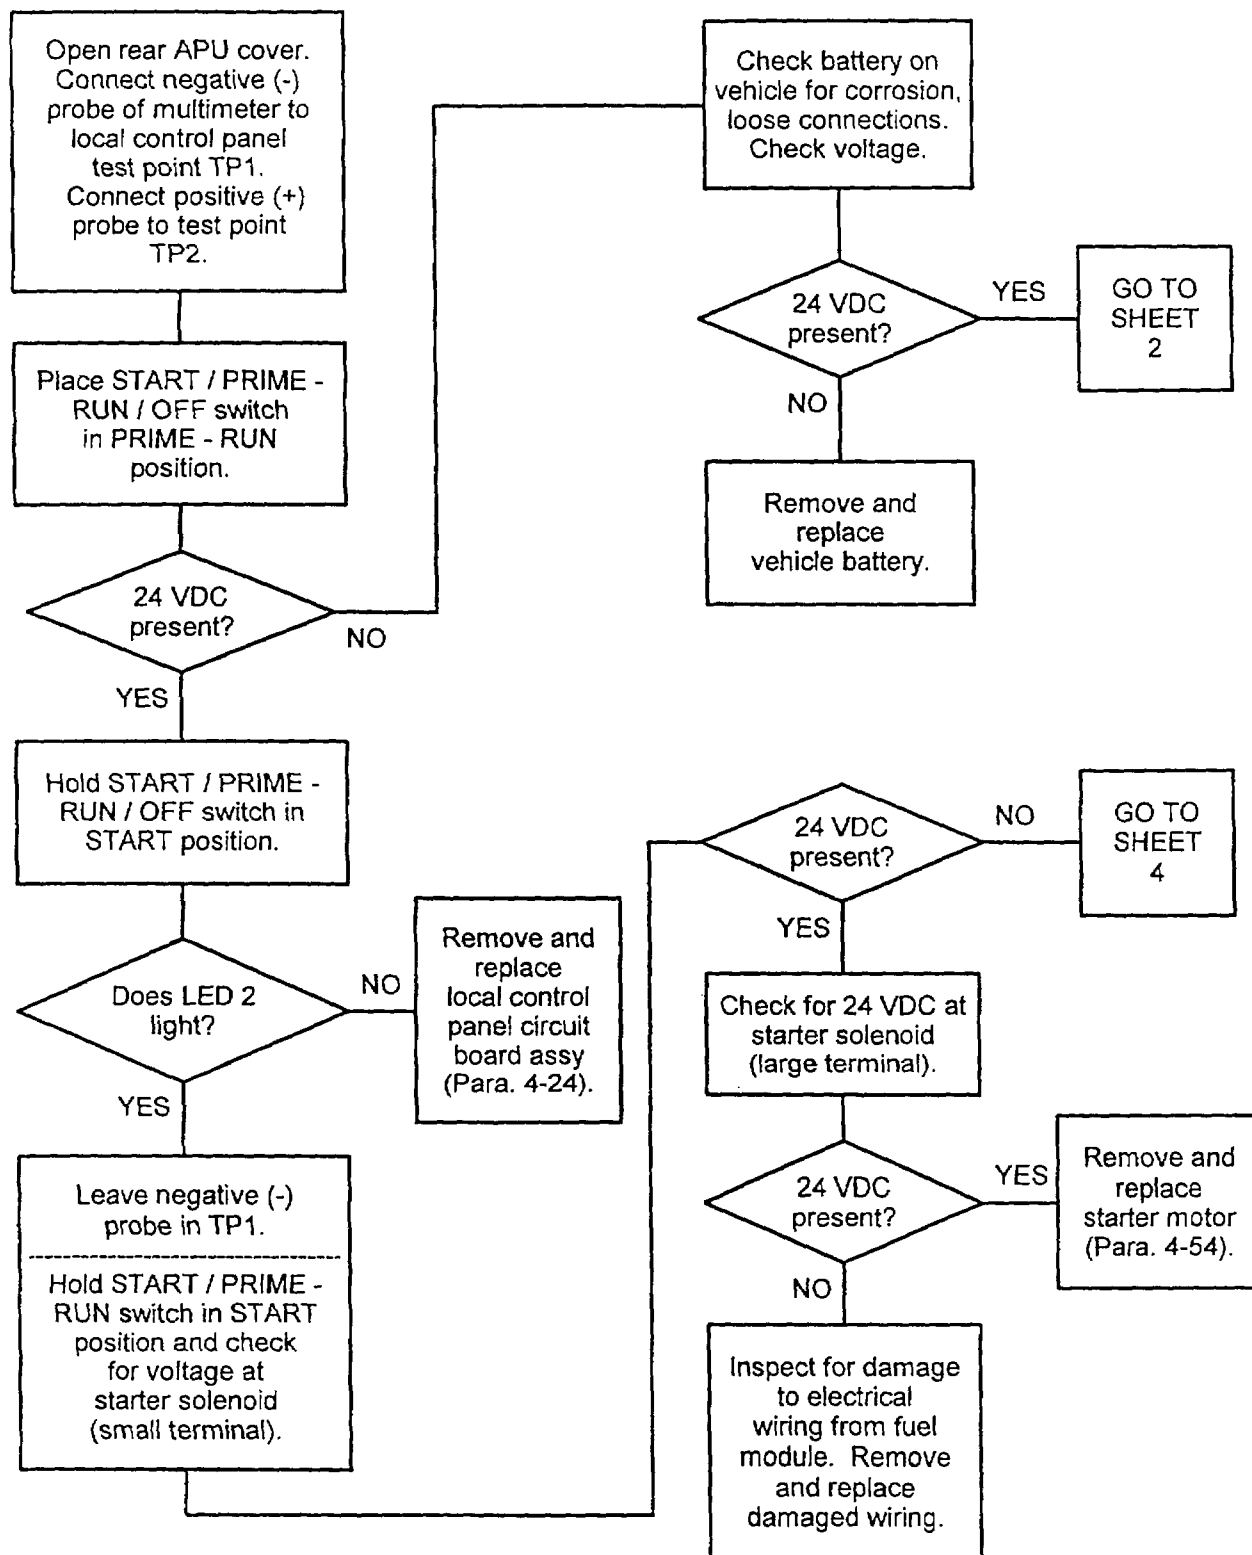 Open rear APU cover.
Connect negative (-)
probe of multimeter to
local control panel
test point TP1.
Connect positive (+)
probe to test point
TP2.
Place START / PRIME -
RUN / OFF switch
in PRIME - RUN
position.
24 VDC
present?
NO
YES
Check battery on
vehicle for corrosion,
loose connections.
Check voltage.
24 VDC
present?
YES
GO TO
SHEET
2
NO
Remove and
replace
vehicle battery.
Hold START / PRIME -
RUN / OFF switch in
START position.
Does LED 2
light?
NO
Remove and
replace
local control
panel circuit
board assy
(Para. 4-24).
YES
Leave negative (-)
probe in TP1.
Hold START / PRIME -
RUN switch in START
position and check
for voltage at
starter solenoid
(small terminal).
24 VDC
present?
NO
GO TO
SHEET
4
YES
Check for 24 VDC at
starter solenoid
(large terminal).
24 VDC
present?
YES
Remove and
replace
starter motor
(Para. 4-54).
NO
Inspect for damage
to electrical
wiring from fuel
module. Remove
and replace
damaged wiring.